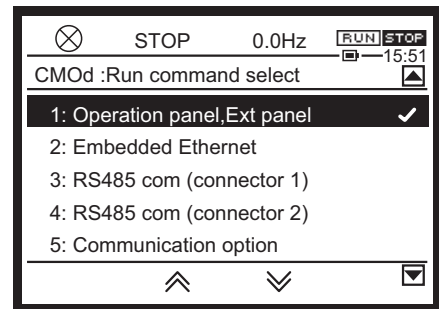 STOP 0.0Hz RUN STOP
15:51
CMOd :Run command select
1: Operation panel,Ext panel
2: Embedded Ethernet
3: RS485 com (connector 1)
4: RS485 com (connector 2)
5: Communication option